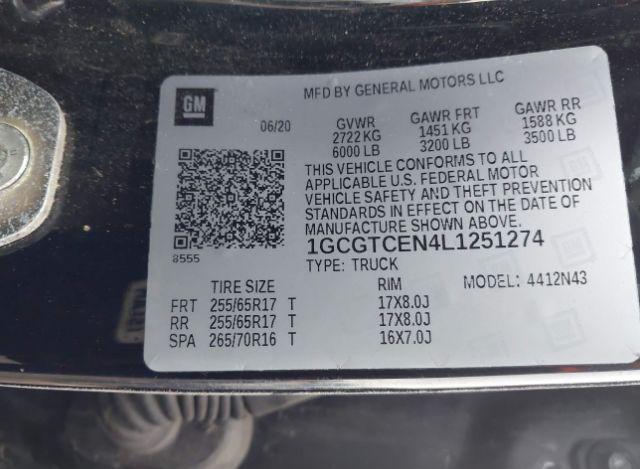 GM
MFD BY GENERAL MOTORS LLC
06/20 GVWR GAWR FRT GAWR RR
2722 KG 1451 KG 1588 KG
6000 LB 3200 LB 3500 LB
THIS VEHICLE CONFORMS TO ALL
APPLICABLE U.S. FEDERAL MOTOR
VEHICLE SAFETY AND THEFT PREVENTION
STANDARDS IN EFFECT ON THE DATE OF
MANUFACTURE SHOWN ABOVE.
1GCGTCEN4L1251274
8555
TYPE: TRUCK MODEL: 4412N43
TIRE SIZE RIM
FRT 255/65R17 T 17X8.0J
RR 255/65R17 T 17X8.0J
SPA 265/70R16 T 16X7.0J